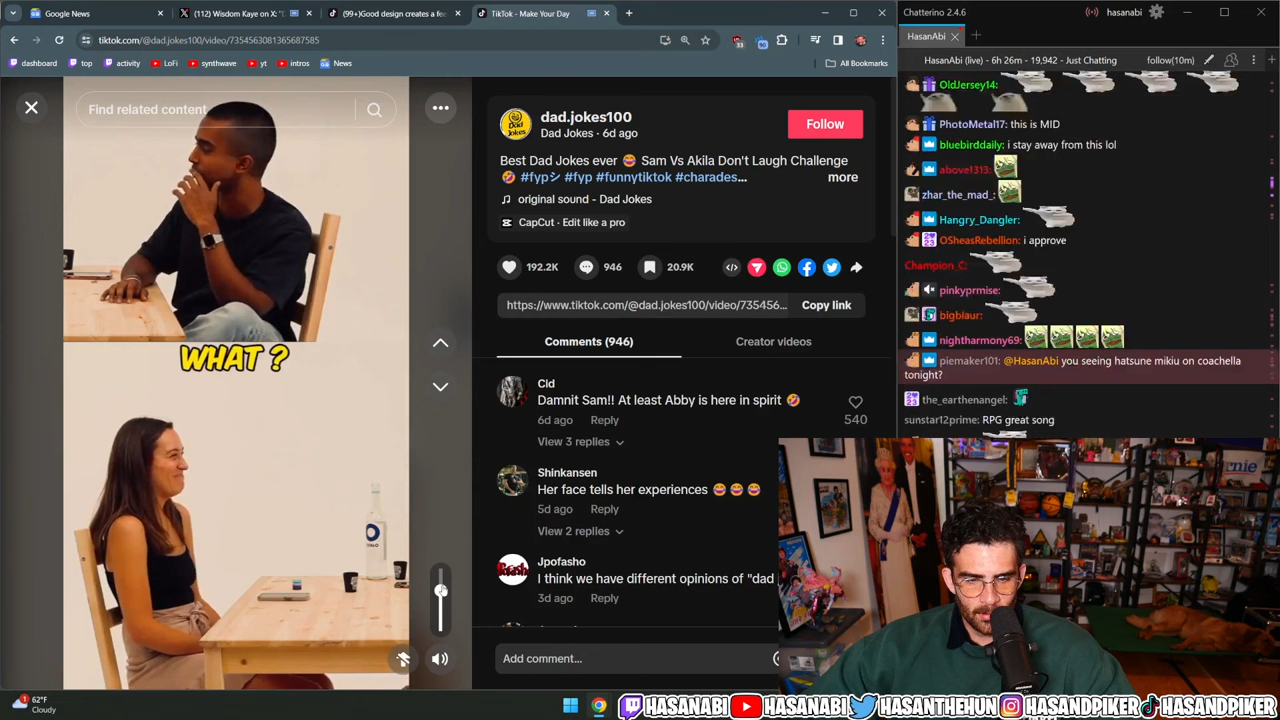 Google News
(112) Wisdom Kaye on X: "
(99+)Good design creates a fee
TikTok - Make Your Day
tiktok.com/@dad.jokes100/video/7354563081365687585
dashboard
top
activity
LoFi
synthwave
yt
intros
News
All Bookmarks
Find related content
WHAT ?
dad.jokes100
Dad Jokes · 6d ago
Follow
Best Dad Jokes ever 😂 Sam Vs Akila Don't Laugh Challenge
🤣 #fypシ #fyp #funnytiktok #charades...
more
original sound - Dad Jokes
CapCut · Edit like a pro
192.2K
946
20.9K
https://www.tiktok.com/@dad.jokes100/video/735456...
Copy link
Comments (946)
Creator videos
Cid
Damnit Sam!! At least Abby is here in spirit 🤣
540
6d ago
Reply
View 3 replies
Shinkansen
Her face tells her experiences 😂😂😂
5d ago
Reply
View 2 replies
Jpofasho
I think we have different opinions of "dad
3d ago
Reply
Add comment...
Chatterino 2.4.6
hasanabi
HasanAbi
HasanAbi (live) - 6h 26m - 19,942 - Just Chatting
follow(10m)
OldJersey14:
PhotoMetal17: this is MID
bluebirddaily: i stay away from this lol
above1313:
zhar_the_mad_:
Hangry_Dangler:
OSheasRebellion: i approve
Champion_C:
pinkyprmise:
bigblaur:
nightharmony69:
piemaker101: @HasanAbi you seeing hatsune mikiu on coachella
tonight?
the_earthenangel:
sunstar12prime: RPG great song
ernie
62°F
Cloudy
HASANABI
HASANABI
HASANTHEHUN
HASANDPIKER
HASANDPIKER